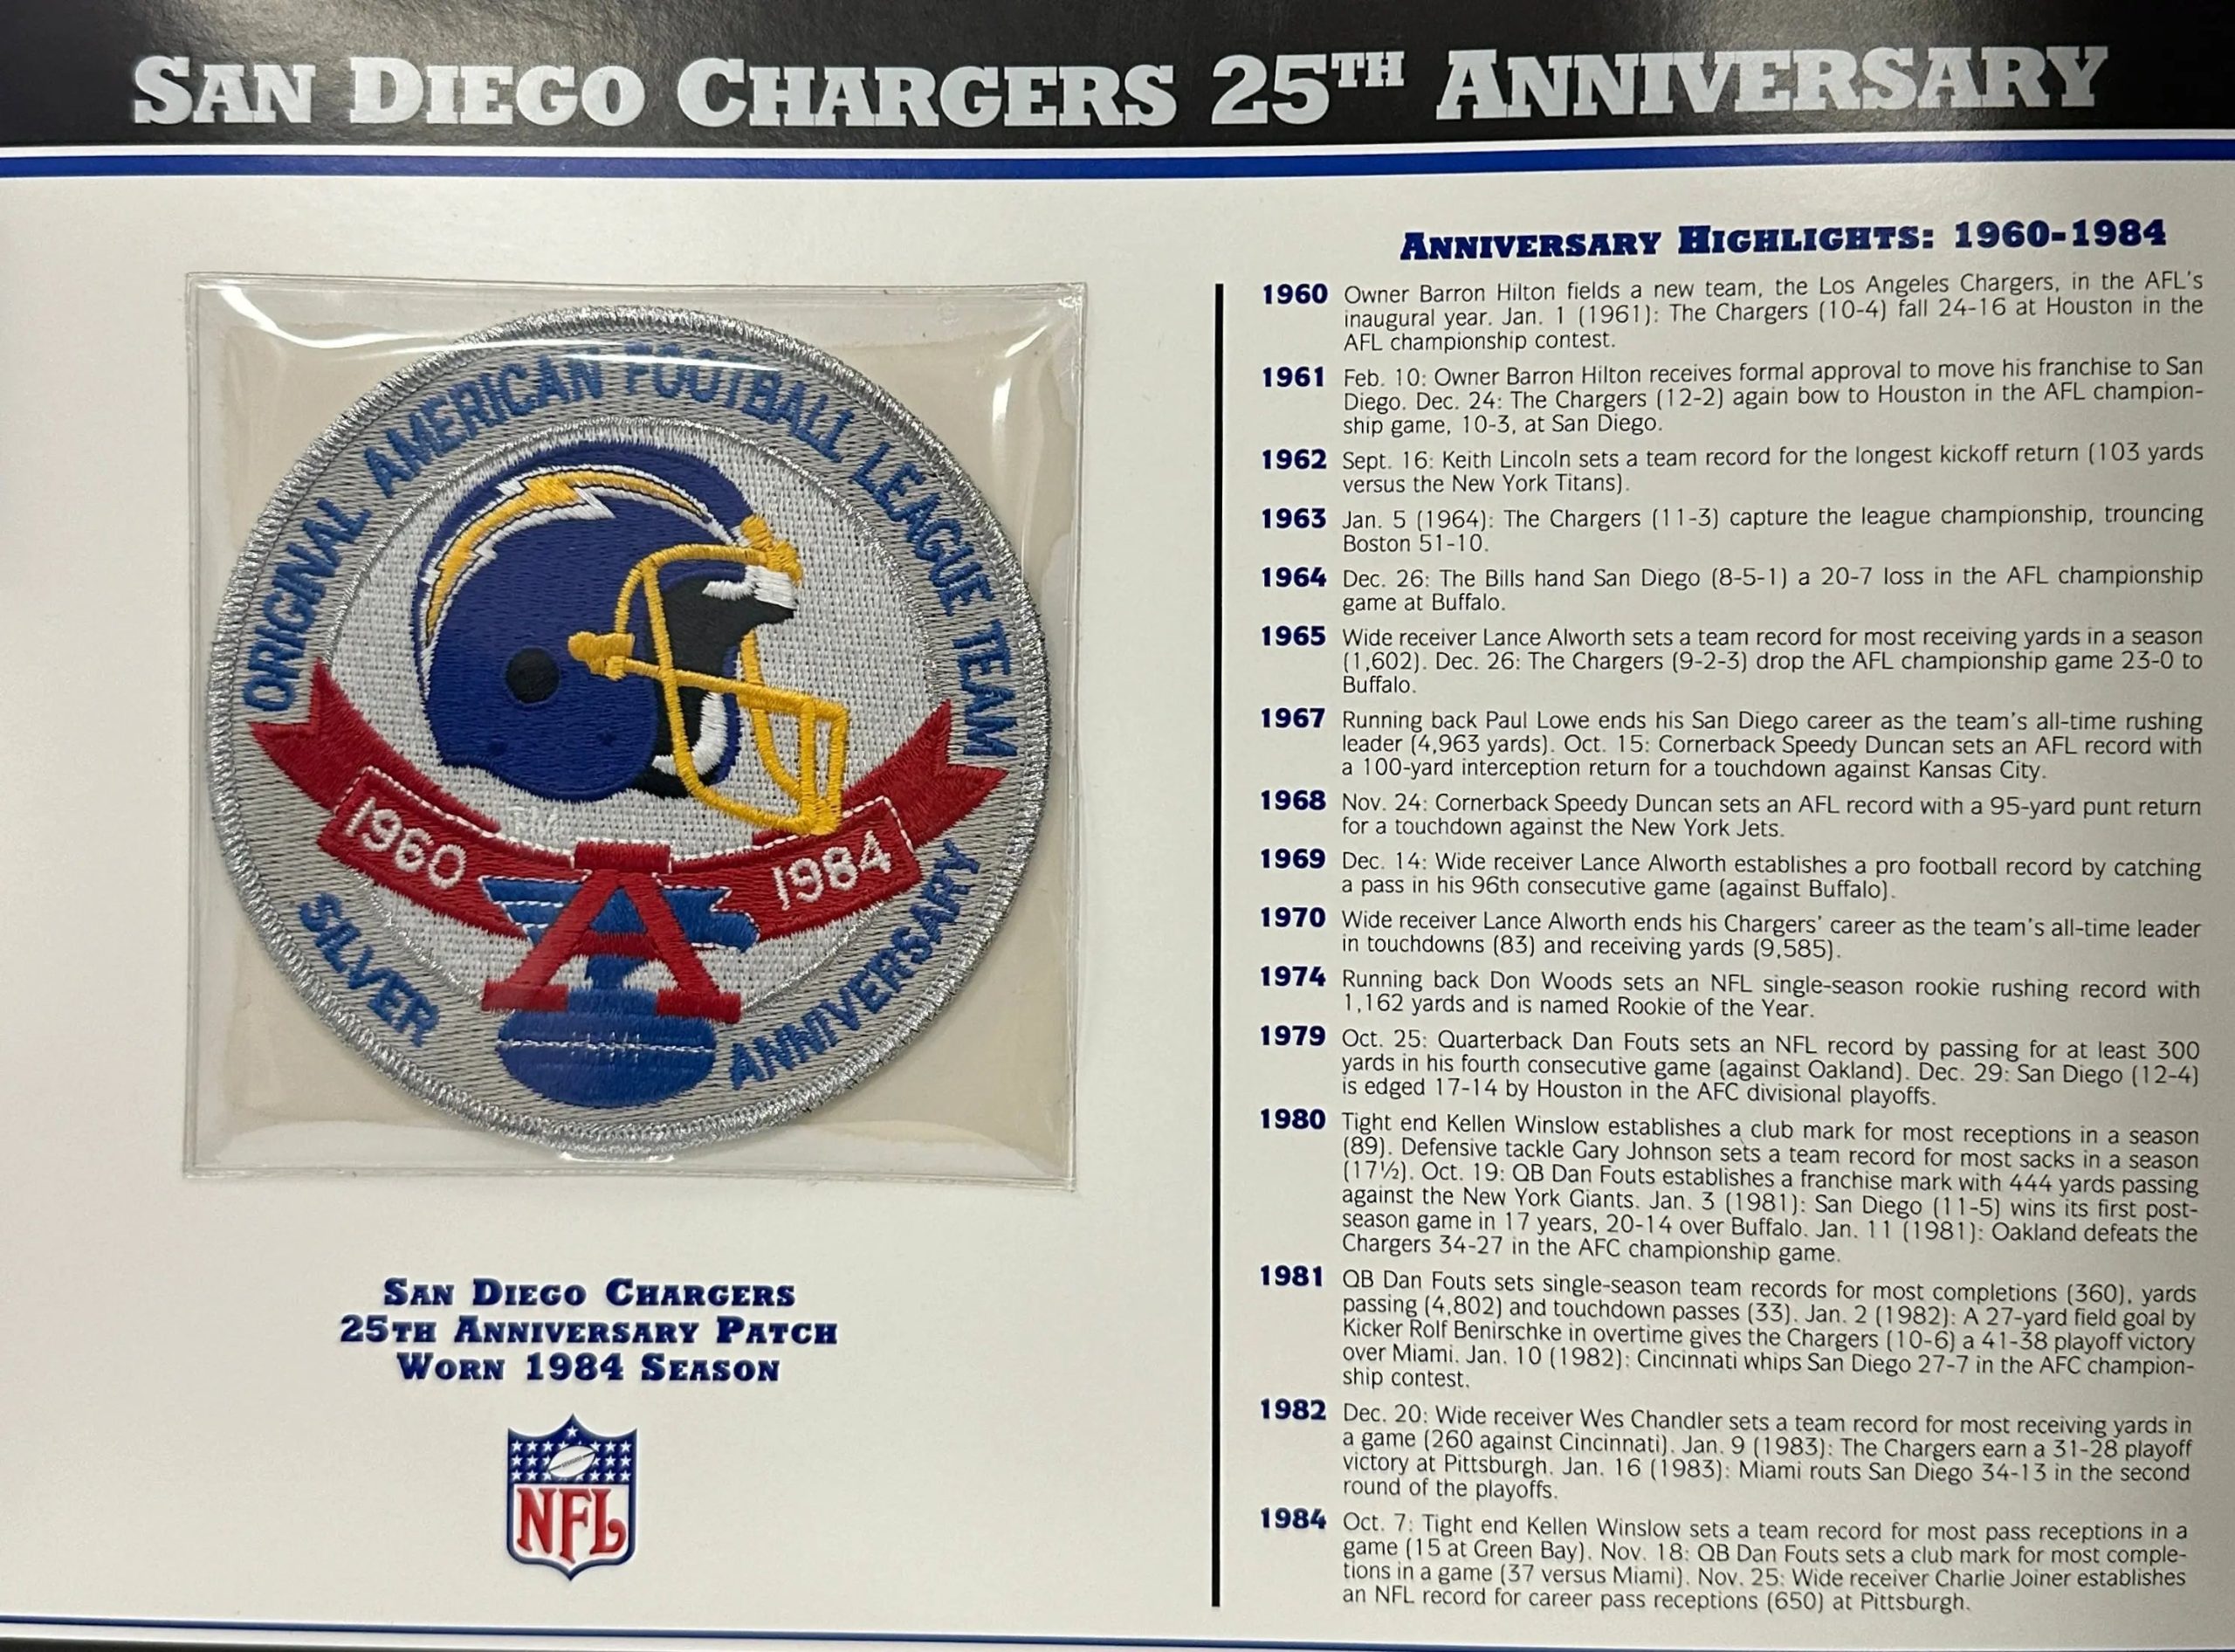 SAN DIEGO CHARGERS 25TH ANNIVERSARY
ORIGINAL AMERICAN FOOTBALL LEAGUE TEAM
1960
1984
A
SILVER ANNIVERSARY
SAN DIEGO CHARGERS
25TH ANNIVERSARY PATCH
WORN 1984 SEASON
NFL
ANNIVERSARY HIGHLIGHTS: 1960-1984
1960 Owner Barron Hilton fields a new team, the Los Angeles Chargers, in the AFL's
inaugural year. Jan. 1 (1961): The Chargers (10-4) fall 24-16 at Houston in the
AFL championship contest.
1961 Feb. 10: Owner Barron Hilton receives formal approval to move his franchise to San
Diego. Dec. 24: The Chargers (12-2) again bow to Houston in the AFL champion-
ship game, 10-3, at San Diego.
1962 Sept. 16: Keith Lincoln sets a team record for the longest kickoff return (103 yards
versus the New York Titans).
1963 Jan. 5 (1964): The Chargers (11-3) capture the league championship, trouncing
Boston 51-10.
1964 Dec. 26: The Bills hand San Diego (8-5-1) a 20-7 loss in the AFL championship
game at Buffalo.
1965 Wide receiver Lance Alworth sets a team record for most receiving yards in a season
(1,602). Dec. 26: The Chargers (9-2-3) drop the AFL championship game 23-0 to
Buffalo.
1967 Running back Paul Lowe ends his San Diego career as the team's all-time rushing
leader (4,963 yards). Oct. 15: Cornerback Speedy Duncan sets an AFL record with
a 100-yard interception return for a touchdown against Kansas City.
1968 Nov. 24: Cornerback Speedy Duncan sets an AFL record with a 95-yard punt return
for a touchdown against the New York Jets.
1969 Dec. 14: Wide receiver Lance Alworth establishes a pro football record by catching
a pass in his 96th consecutive game (against Buffalo).
1970 Wide receiver Lance Alworth ends his Chargers' career as the team's all-time leader
in touchdowns (83) and receiving yards (9,585).
1974 Running back Don Woods sets an NFL single-season rookie rushing record with
1,162 yards and is named Rookie of the Year.
1979 Oct. 25: Quarterback Dan Fouts sets an NFL record by passing for at least 300
yards in his fourth consecutive game (against Oakland). Dec. 29: San Diego (12-4)
is edged 17-14 by Houston in the AFC divisional playoffs.
1980 Tight end Kellen Winslow establishes a club mark for most receptions in a season
(89). Defensive tackle Gary Johnson sets a team record for most sacks in a season
(17½). Oct. 19: QB Dan Fouts establishes a franchise mark with 444 yards passing
against the New York Giants. Jan. 3 (1981): San Diego (11-5) wins its first post-
season game in 17 years, 20-14 over Buffalo. Jan. 11 (1981): Oakland defeats the
Chargers 34-27 in the AFC championship game.
1981 QB Dan Fouts sets single-season team records for most completions (360), yards
passing (4,802) and touchdown passes (33). Jan. 2 (1982): A 27-yard field goal by
Kicker Rolf Benirschke in overtime gives the Chargers (10-6) a 41-38 playoff victory
over Miami. Jan. 10 (1982): Cincinnati whips San Diego 27-7 in the AFC champion-
ship contest.
1982 Dec. 20: Wide receiver Wes Chandler sets a team record for most receiving yards in
a game (260 against Cincinnati). Jan. 9 (1983): The Chargers earn a 31-28 playoff
victory at Pittsburgh. Jan. 16 (1983): Miami routs San Diego 34-13 in the second
round of the playoffs.
1984 Oct. 7: Tight end Kellen Winslow sets a team record for most pass receptions in a
game (15 at Green Bay). Nov. 18: QB Dan Fouts sets a club mark for most comple-
tions in a game (37 versus Miami). Nov. 25: Wide receiver Charlie Joiner establishes
an NFL record for career pass receptions (650) at Pittsburgh.